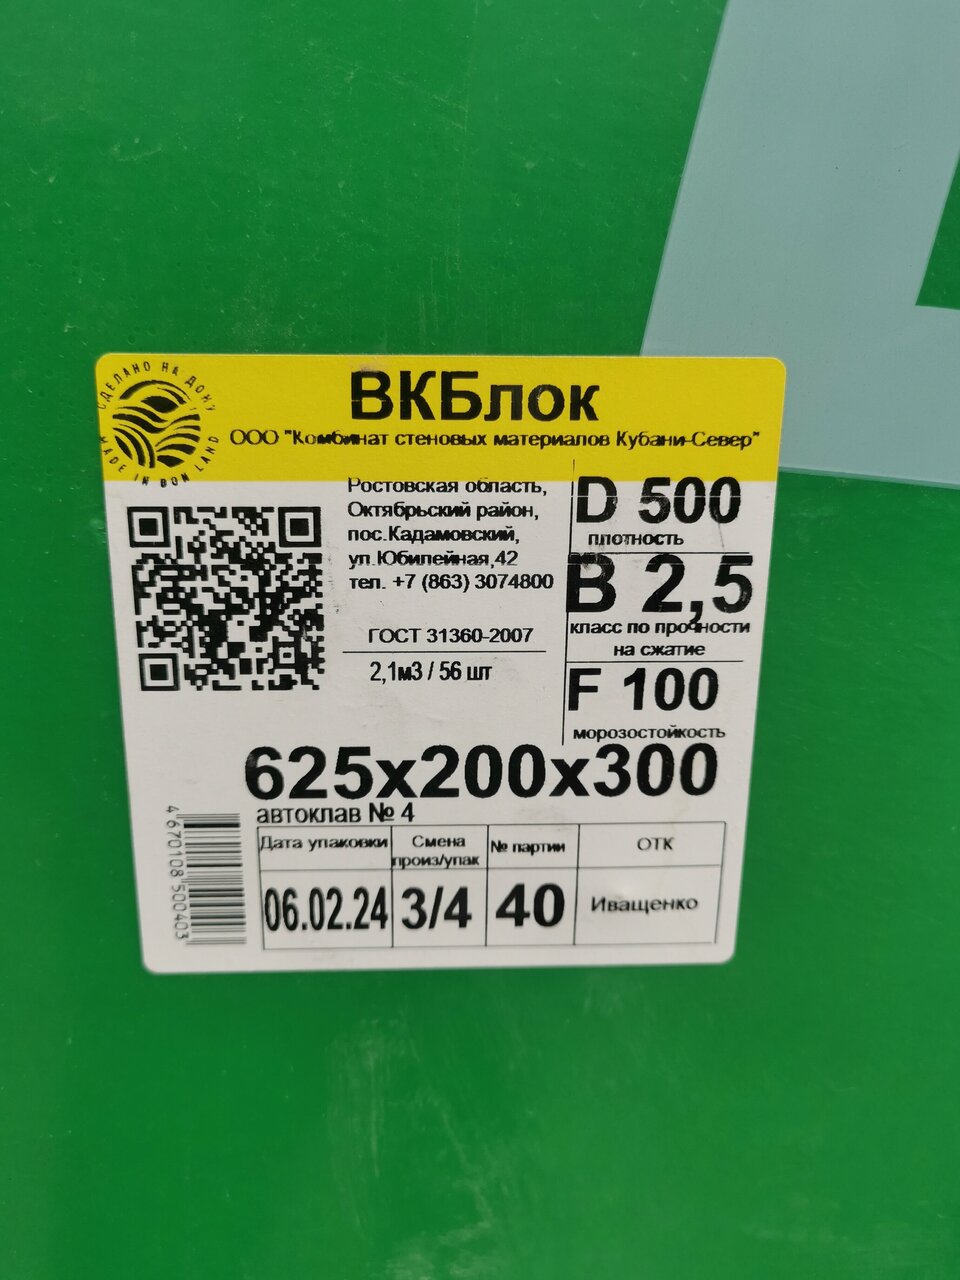 СДЕЛАНО НА ДОНУ
MADE IN DON LAND
ВКБлок
ООО "Комбинат стеновых материалов Кубани-Север"
Ростовская область,
Октябрьский район,
пос.Кадамовский,
ул.Юбилейная,42
тел. +7 (863) 3074800
ГОСТ 31360-2007
2,1м3 / 56 шт
D 500
плотность
B 2,5
класс по прочности
на сжатие
F 100
морозостойкость
625х200х300
автоклав № 4
4670108500403
Дата упаковки Смена произ/упак № партии ОТК
06.02.24 3/4 40 Иващенко